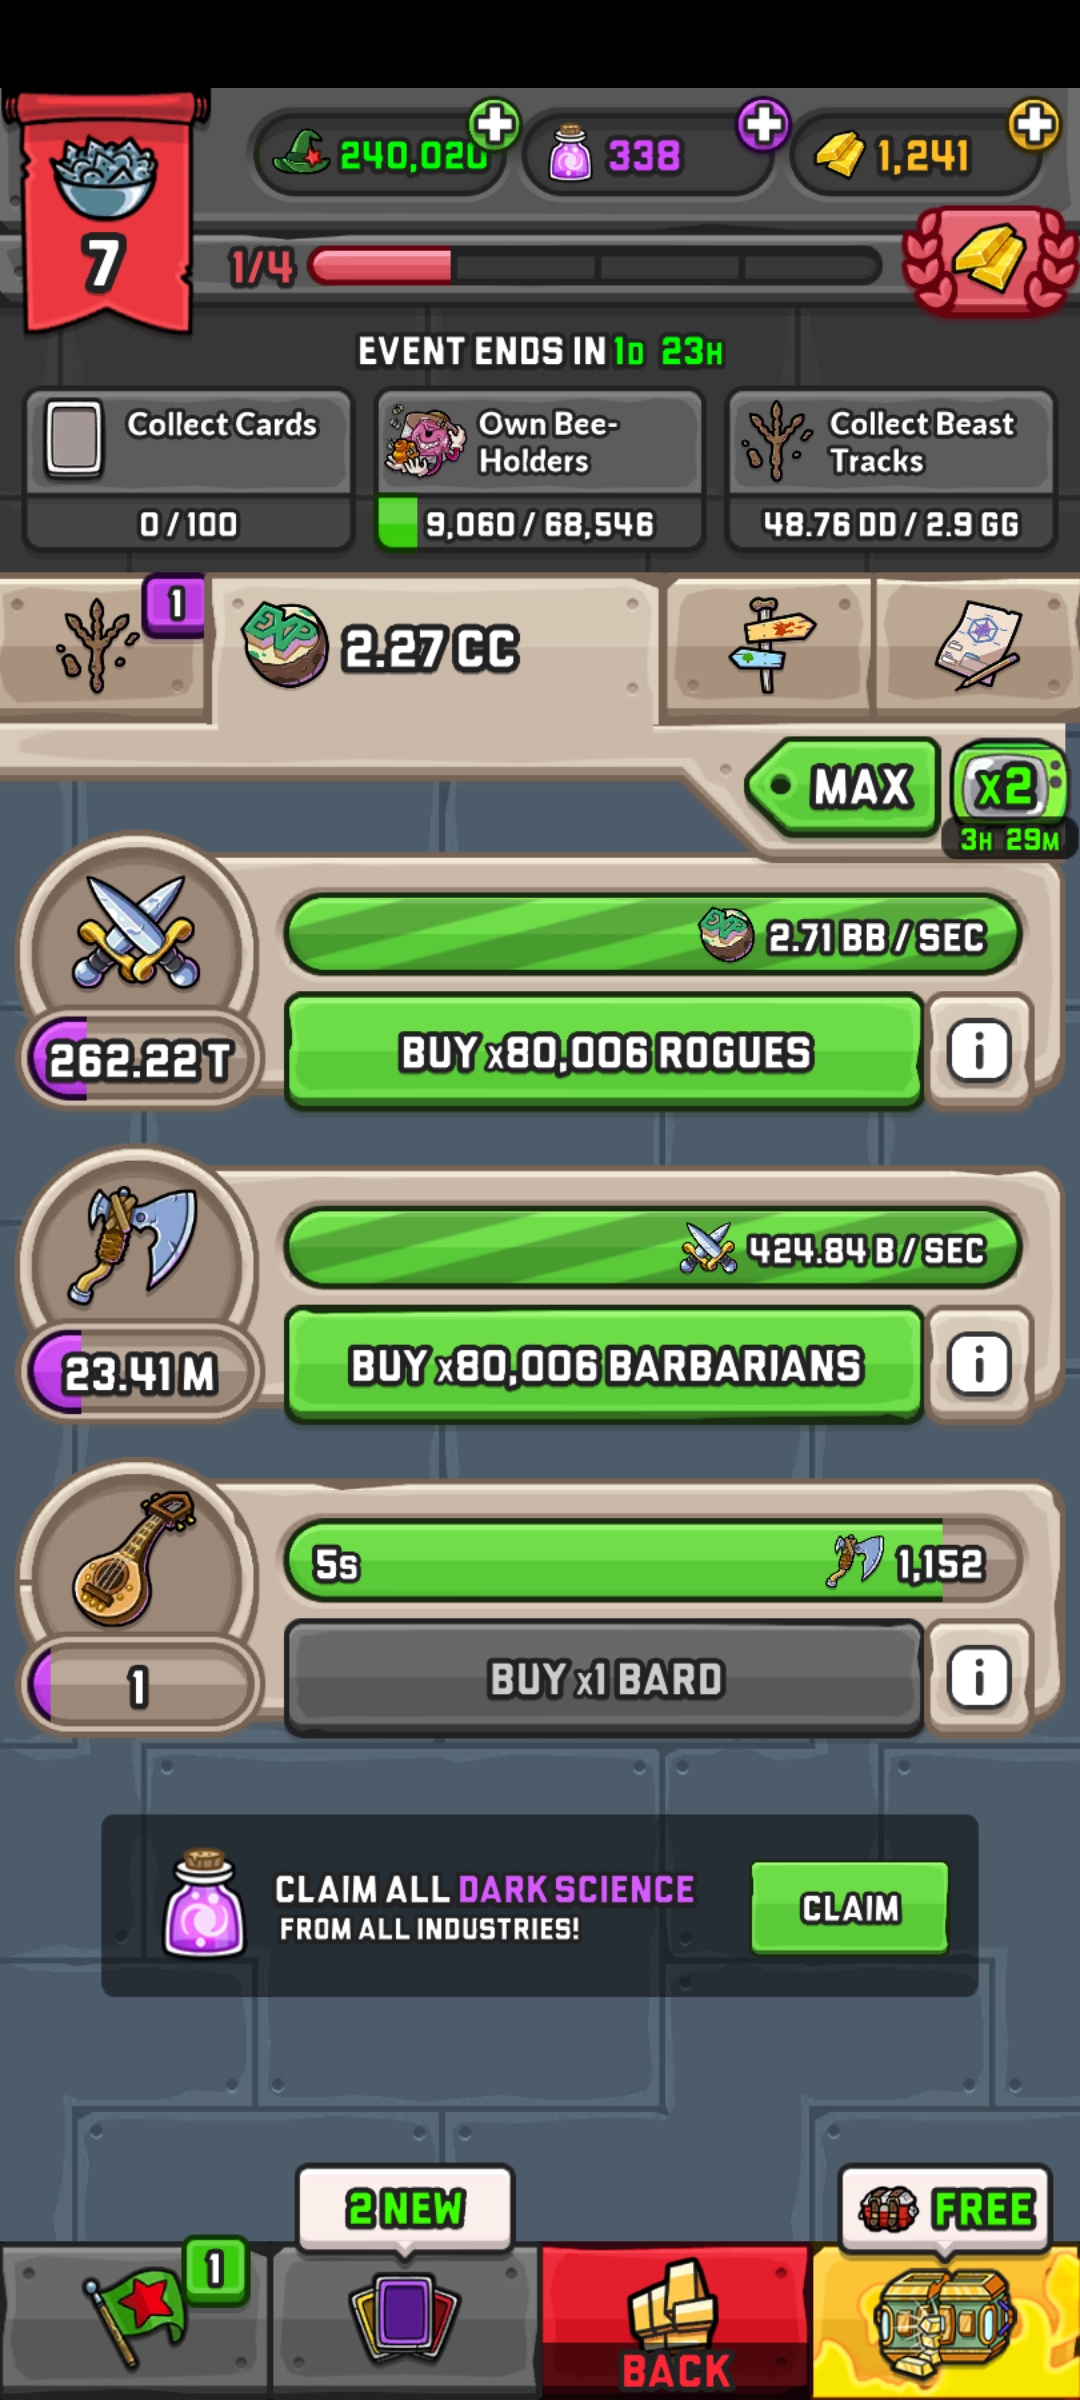 240,020
338
1,241
7
1/4
EVENT ENDS IN 1D 23H
Collect Cards
0 / 100
Own Bee-
Holders
9,060 / 68,546
Collect Beast
Tracks
48.76 DD / 2.9 GG
1
EXP
2.27 CC
MAX
x2
3H 29M
EXP
2.71 BB / SEC
262.22 T
BUY x80,006 ROGUES
i
424.84 B / SEC
23.41 M
BUY x80,006 BARBARIANS
i
5s
1,152
1
BUY x1 BARD
i
CLAIM ALL DARK SCIENCE
FROM ALL INDUSTRIES!
CLAIM
2 NEW
FREE
1
BACK